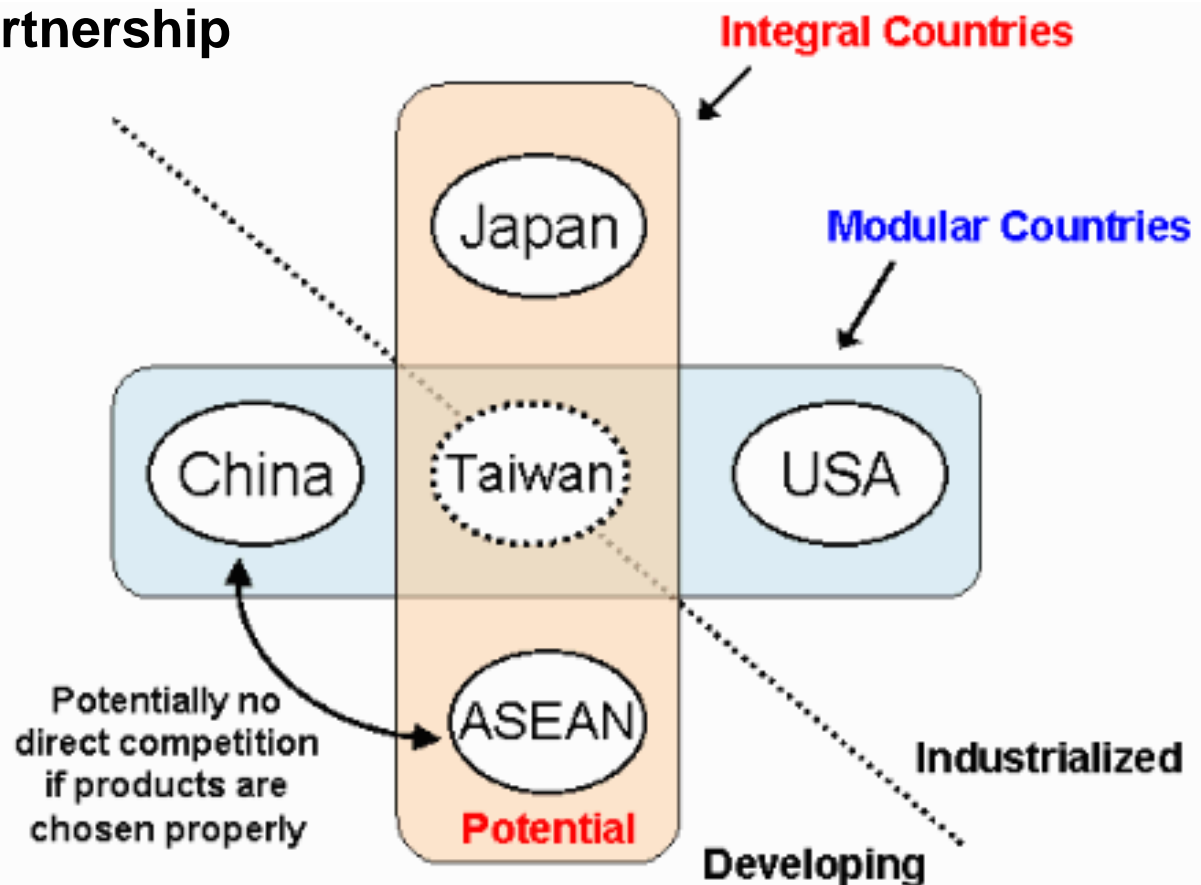 rtnership
Integral Countries
Japan
Modular Countries
China
Taiwan
USA
Potentially no
direct competition
if products are
chosen properly
ASEAN
Potential
Industrialized
Developing